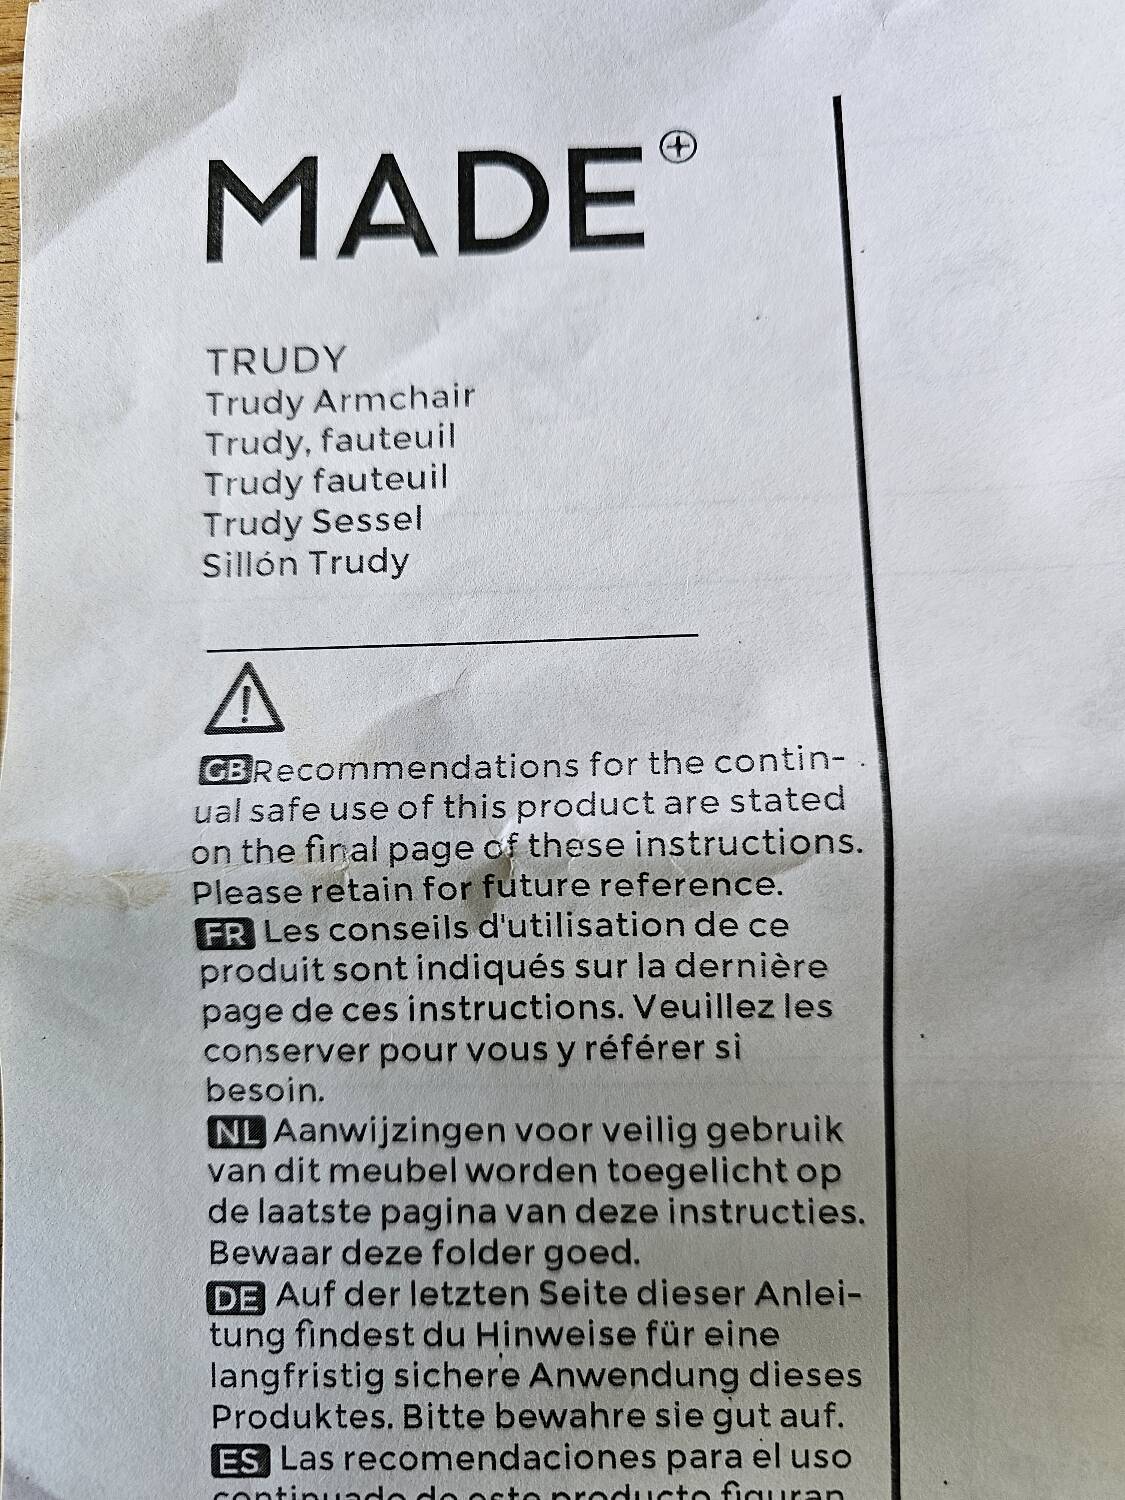 MADE
TRUDY
Trudy Armchair
Trudy, fauteuil
Trudy fauteuil
Trudy Sessel
Sillón Trudy
GB Recommendations for the contin-
ual safe use of this product are stated
on the final page of these instructions.
Please retain for future reference.
FR Les conseils d'utilisation de ce
produit sont indiqués sur la dernière
page de ces instructions. Veuillez les
conserver pour vous y référer si
besoin.
NL Aanwijzingen voor veilig gebruik
van dit meubel worden toegelicht op
de laatste pagina van deze instructies.
Bewaar deze folder goed.
DE Auf der letzten Seite dieser Anlei-
tung findest du Hinweise für eine
langfristig sichere Anwendung dieses
Produktes. Bitte bewahre sie gut auf.
ES Las recomendaciones para el uso
continuado de este producto figuran